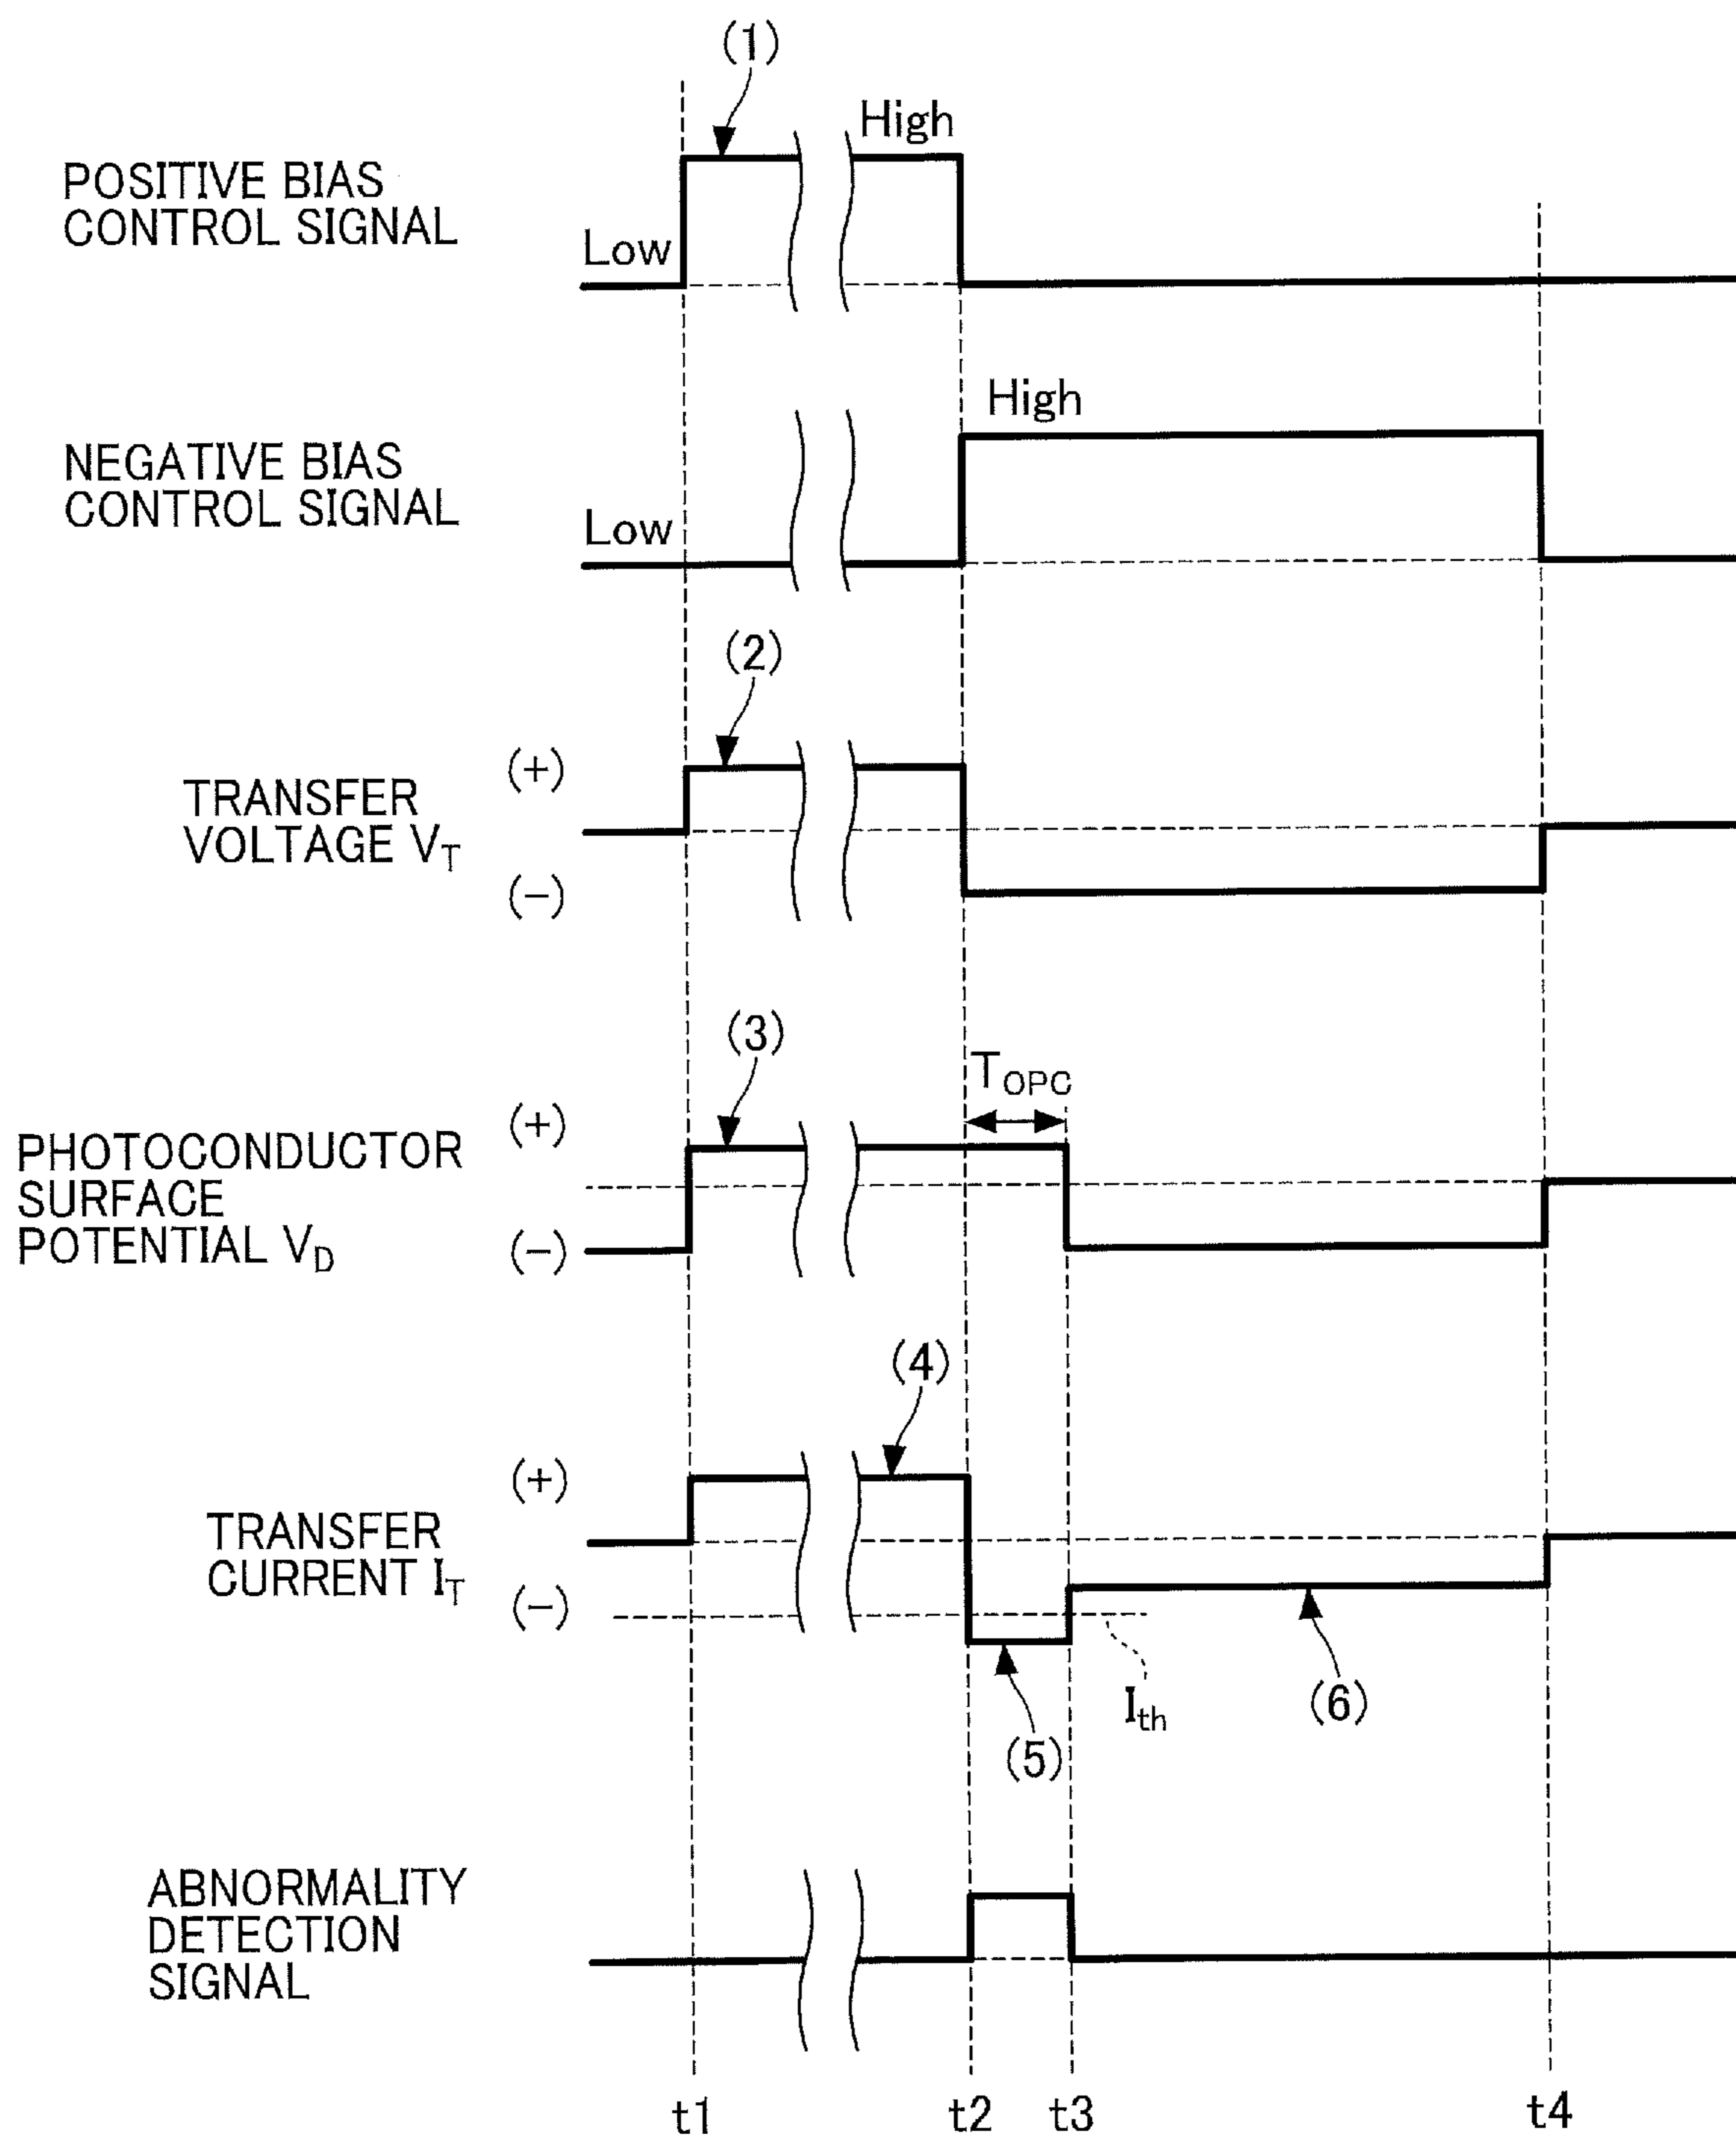 (1)
High
POSITIVE BIAS
CONTROL SIGNAL
Low
High
NEGATIVE BIAS
CONTROL SIGNAL
Low
(2)
(+)
TRANSFER
VOLTAGE VT
(−)
(3)
TOPC
(+)
PHOTOCONDUCTOR
SURFACE
POTENTIAL VD
(−)
(4)
(+)
TRANSFER
CURRENT IT
(−)
Ith
(6)
(5)
ABNORMALITY
DETECTION
SIGNAL
t1 t2 t3 t4